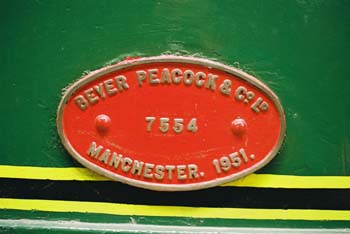 BEYER PEACOCK & Co. LD
7554
MANCHESTER. 1951.